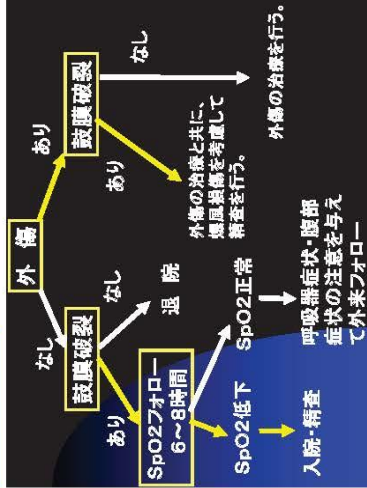 外 傷
なし
あり
鼓膜破裂
鼓膜破裂
あり
なし
あり
なし
SpO2フォロー
6〜8時間
退 院
外傷の治療と共に、
爆風損傷を考慮して
精査を行う。
外傷の治療を行う。
SpO2低下
SpO2正常
入院・精査
呼吸器症状・腹部
症状の注意を与え
て外来フォロー